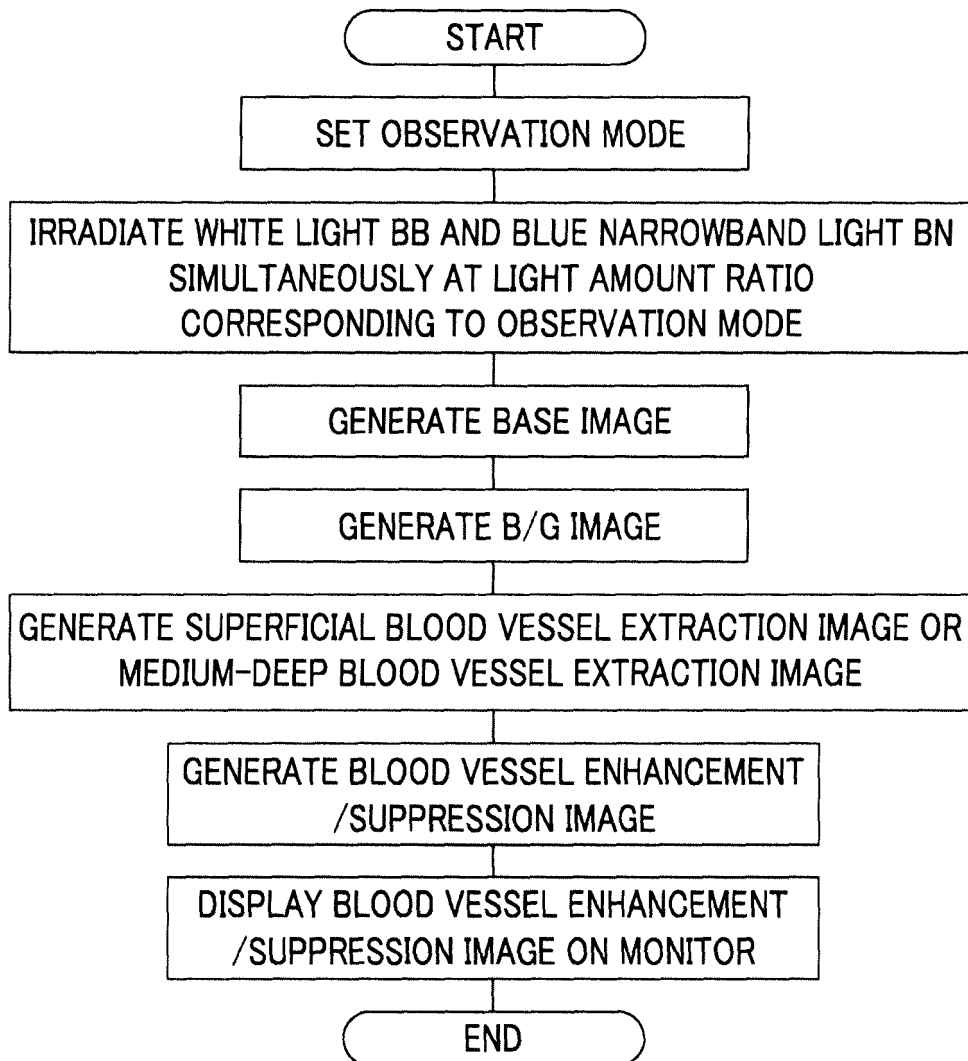 START
SET OBSERVATION MODE
IRRADIATE WHITE LIGHT BB AND BLUE NARROWBAND LIGHT BN
SIMULTANEOUSLY AT LIGHT AMOUNT RATIO
CORRESPONDING TO OBSERVATION MODE
GENERATE BASE IMAGE
GENERATE B/G IMAGE
GENERATE SUPERFICIAL BLOOD VESSEL EXTRACTION IMAGE OR
MEDIUM-DEEP BLOOD VESSEL EXTRACTION IMAGE
GENERATE BLOOD VESSEL ENHANCEMENT
/SUPPRESSION IMAGE
DISPLAY BLOOD VESSEL ENHANCEMENT
/SUPPRESSION IMAGE ON MONITOR
END